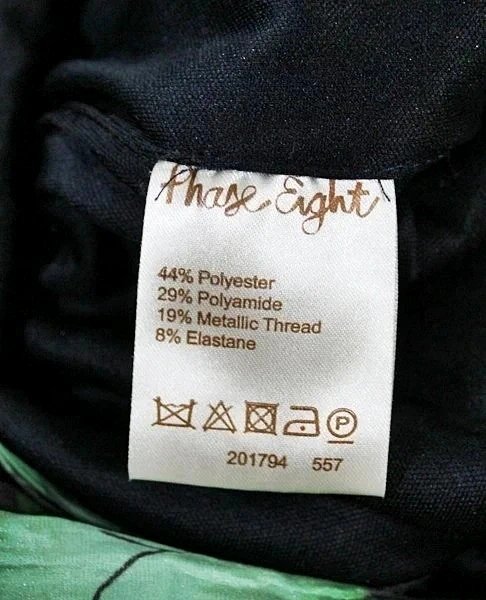 Phase Eight
44% Polyester
29% Polyamide
19% Metallic Thread
8% Elastane
P
201794 557